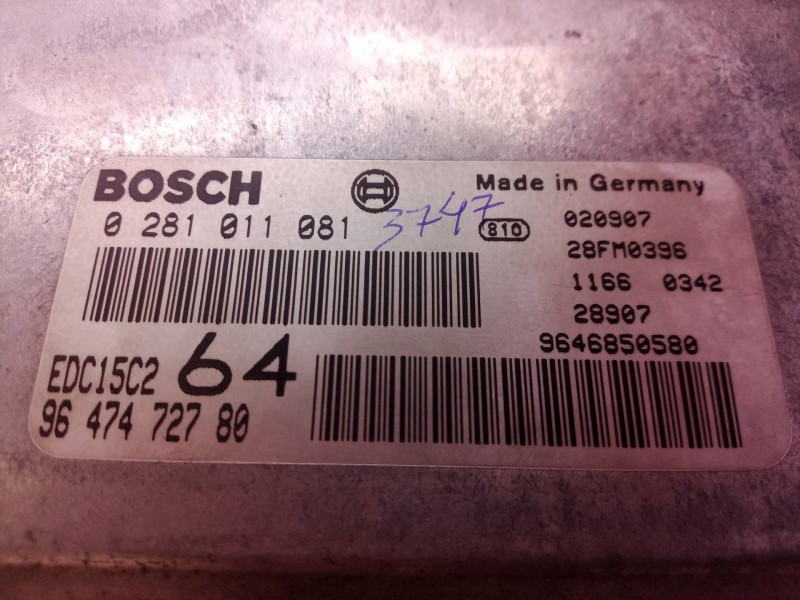 BOSCH Made in Germany
0 281 011 081 3747 810 020907
28FM0396
1166 0342
28907
9646850580
EDC15C2 64
96 474 727 80